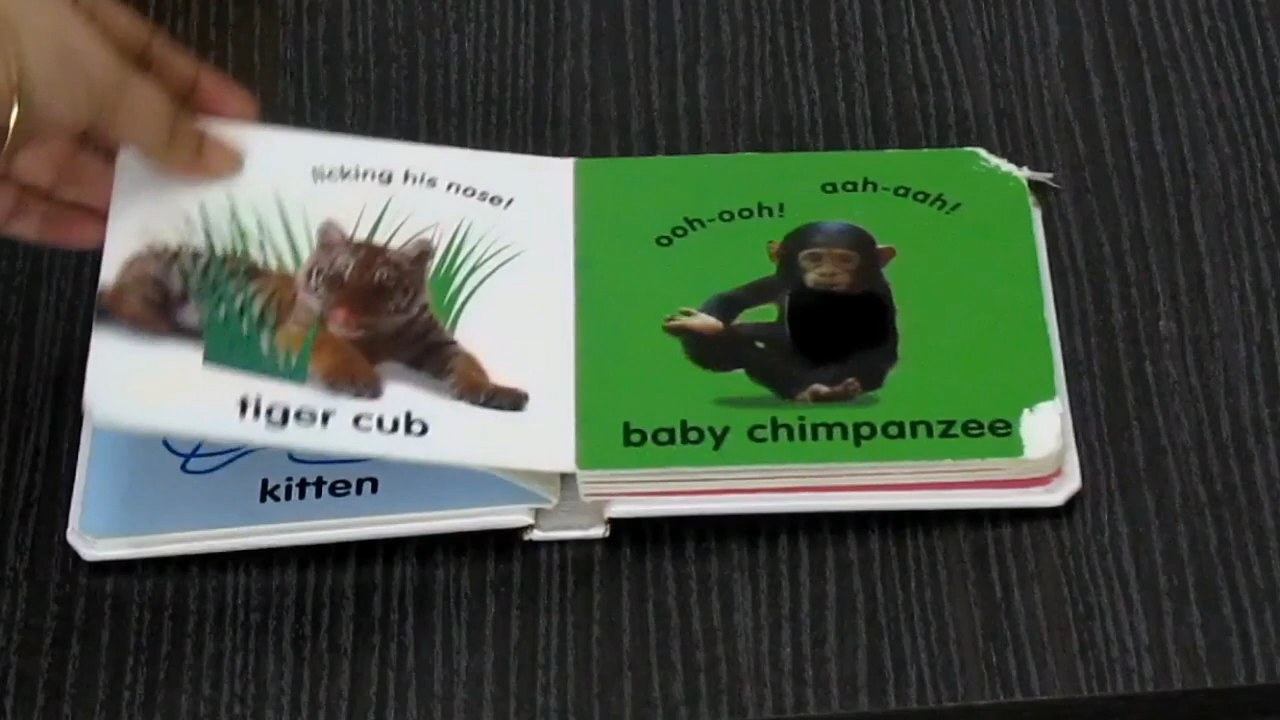 licking his nose!
tiger cub
kitten
ooh-ooh!
aah-aah!
baby chimpanzee